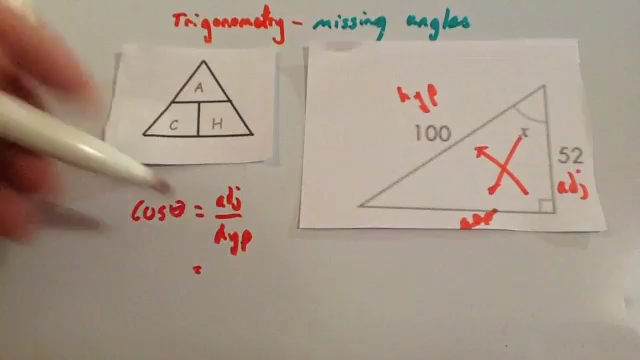 Trigonometry - missing angles
A
C H
hyp
100
x
52
adj
opp
cosθ = adj
hyp
=